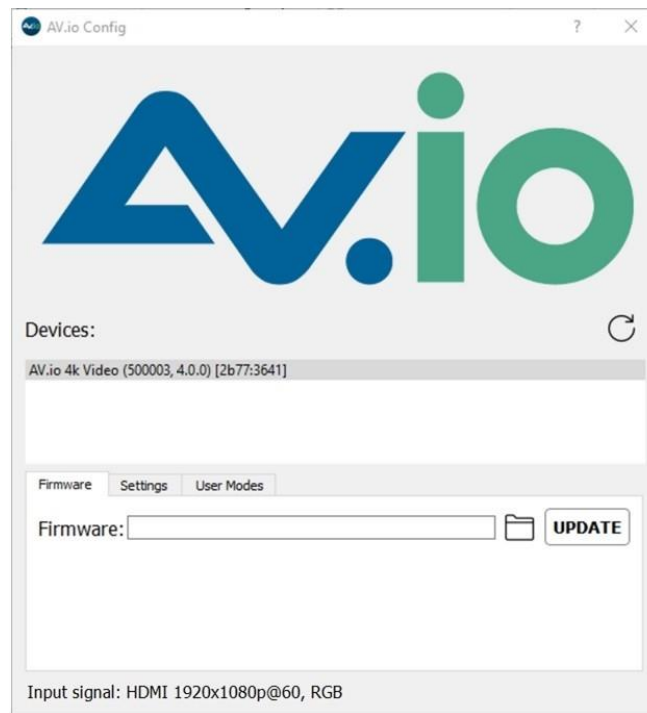 AV.io Config
AV.io
Devices:
AV.io 4k Video (500003, 4.0.0) [2b77:3641]
Firmware Settings User Modes
Firmware: UPDATE
Input signal: HDMI 1920x1080p@60, RGB